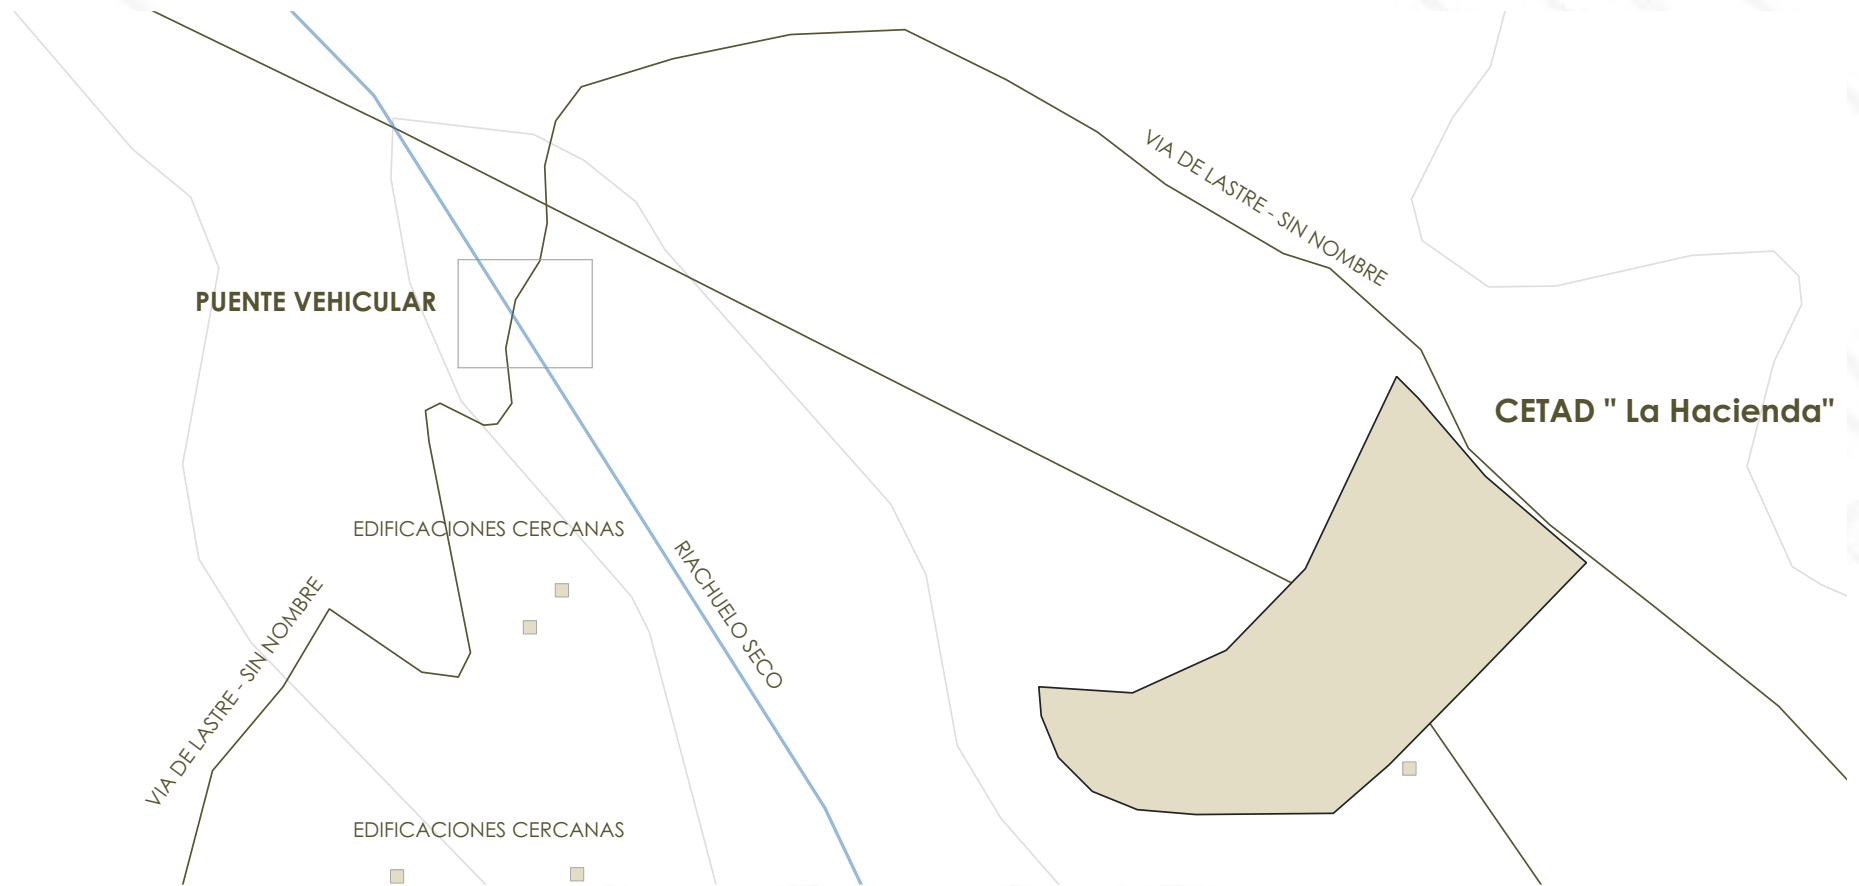 VIA DE LASTRE - SIN NOMBRE
PUENTE VEHICULAR
CETAD " La Hacienda"
EDIFICACIONES CERCANAS
RIACHUELO SECO
VIA DE LASTRE - SIN NOMBRE
EDIFICACIONES CERCANAS